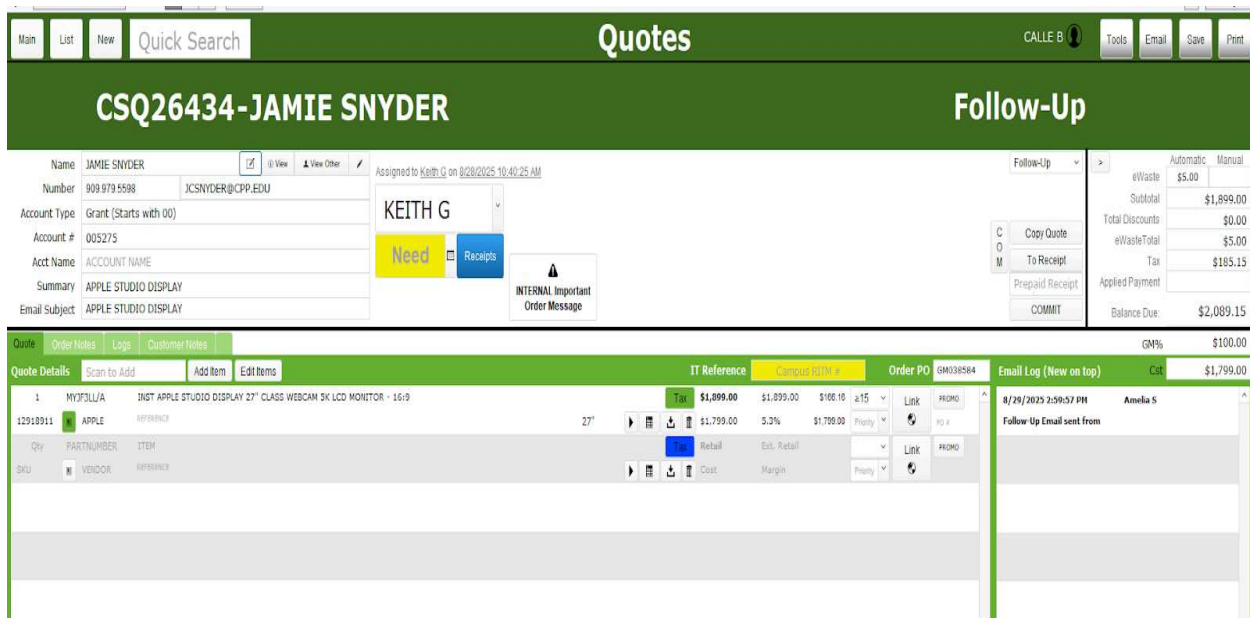 Main List New Quick Search Quotes CALLE B Tools Email Save Print
CSQ26434-JAMIE SNYDER Follow-Up
Name JAMIE SNYDER View View Other
Number 909.979.5598 JCSNYDER@CPP.EDU
Account Type Grant (Starts with 00)
Account # 005275
Acct Name ACCOUNT NAME
Summary APPLE STUDIO DISPLAY
Email Subject APPLE STUDIO DISPLAY
Assigned to Keith G on 8/28/2025 10:40:25 AM
KEITH G
Need Receipts
INTERNAL Important
Order Message
Follow-Up
COM
Copy Quote
To Receipt
Prepaid Receipt
COMMIT
> Automatic Manual
eWaste $5.00
Subtotal $1,899.00
Total Discounts $0.00
eWasteTotal $5.00
Tax $185.15
Applied Payment
Balance Due: $2,089.15
Quote Order Notes Logs Customer Notes GM% $100.00
Quote Details Scan to Add Add Item Edit Items IT Reference Campus RITM # Order PO GM038584 Email Log (New on top) Cst $1,799.00
1 MYJF3LL/A INST APPLE STUDIO DISPLAY 27" CLASS WEBCAM 5K LCD MONITOR - 16:9 Tax $1,899.00 $1,899.00 ≥15 Link PROMO
12918911 N APPLE REFERENCE 27" $1,799.00 5.3% $1,799.00 Priority PO #
Qty PARTNUMBER ITEM Tax Retail Ext. Retail Link PROMO
SKU N VENDOR REFERENCE Cost Margin Priority
8/29/2025 2:59:57 PM Amelia S
Follow-Up Email sent from